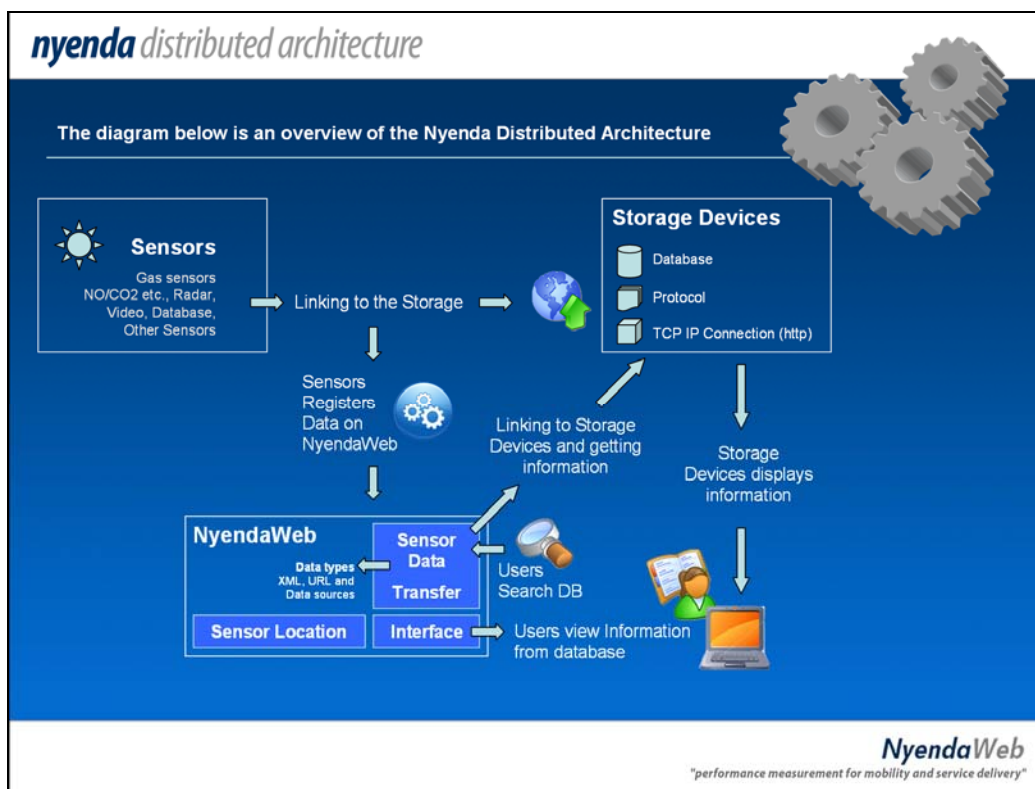 nyenda distributed architecture
The diagram below is an overview of the Nyenda Distributed Architecture
Sensors
Gas sensors
NO/CO2 etc., Radar,
Video, Database,
Other Sensors
Linking to the Storage
Storage Devices
Database
Protocol
TCP IP Connection (http)
Sensors
Registers
Data on
NyendaWeb
Linking to Storage
Devices and getting
information
Storage
Devices displays
information
NyendaWeb
Sensor
Data
Transfer
Data types
XML, URL and
Data sources
Users
Search DB
Sensor Location
Interface
Users view Information
from database
NyendaWeb
"performance measurement for mobility and service delivery"